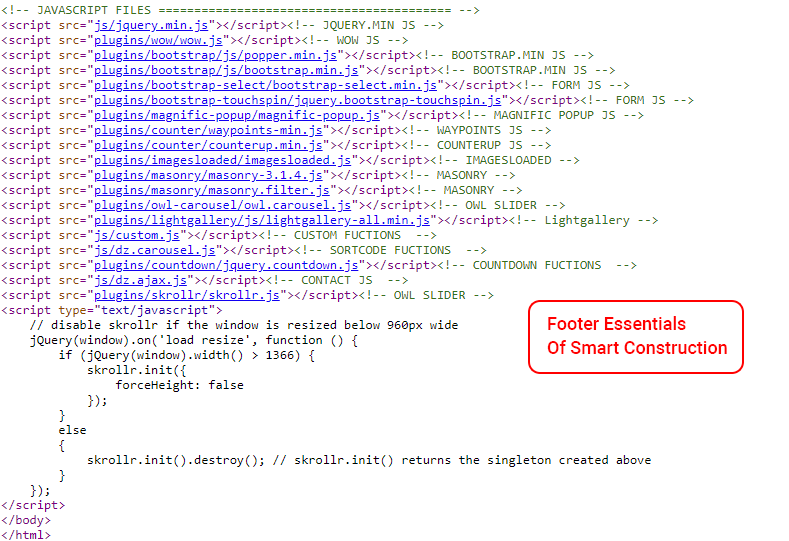 <!-- JAVASCRIPT FILES ========================================= -->
<script src="js/jquery.min.js"></script><!-- JQUERY.MIN JS -->
<script src="plugins/wow/wow.js"></script><!-- WOW JS -->
<script src="plugins/bootstrap/js/popper.min.js"></script><!-- BOOTSTRAP.MIN JS -->
<script src="plugins/bootstrap/js/bootstrap.min.js"></script><!-- BOOTSTRAP.MIN JS -->
<script src="plugins/bootstrap-select/bootstrap-select.min.js"></script><!-- FORM JS -->
<script src="plugins/bootstrap-touchspin/jquery.bootstrap-touchspin.js"></script><!-- FORM JS -->
<script src="plugins/magnific-popup/magnific-popup.js"></script><!-- MAGNIFIC POPUP JS -->
<script src="plugins/counter/waypoints-min.js"></script><!-- WAYPOINTS JS -->
<script src="plugins/counter/counterup.min.js"></script><!-- COUNTERUP JS -->
<script src="plugins/imagesloaded/imagesloaded.js"></script><!-- IMAGESLOADED -->
<script src="plugins/masonry/masonry-3.1.4.js"></script><!-- MASONRY -->
<script src="plugins/masonry/masonry.filter.js"></script><!-- MASONRY -->
<script src="plugins/owl-carousel/owl.carousel.js"></script><!-- OWL SLIDER -->
<script src="plugins/lightgallery/js/lightgallery-all.min.js"></script><!-- Lightgallery -->
<script src="js/custom.js"></script><!-- CUSTOM FUCTIONS  -->
<script src="js/dz.carousel.js"></script><!-- SORTCODE FUCTIONS  -->
<script src="plugins/countdown/jquery.countdown.js"></script><!-- COUNTDOWN FUCTIONS  -->
<script src="js/dz.ajax.js"></script><!-- CONTACT JS  -->
<script src="plugins/skrollr/skrollr.js"></script><!-- OWL SLIDER -->
<script type="text/javascript">
    // disable skrollr if the window is resized below 960px wide
    jQuery(window).on('load resize', function () {
        if (jQuery(window).width() > 1366) {
            skrollr.init({
                forceHeight: false
            });
        }
        else
        {
            skrollr.init().destroy(); // skrollr.init() returns the singleton created above
        }
    });
</script>
</body>
</html>
Footer Essentials
Of Smart Construction